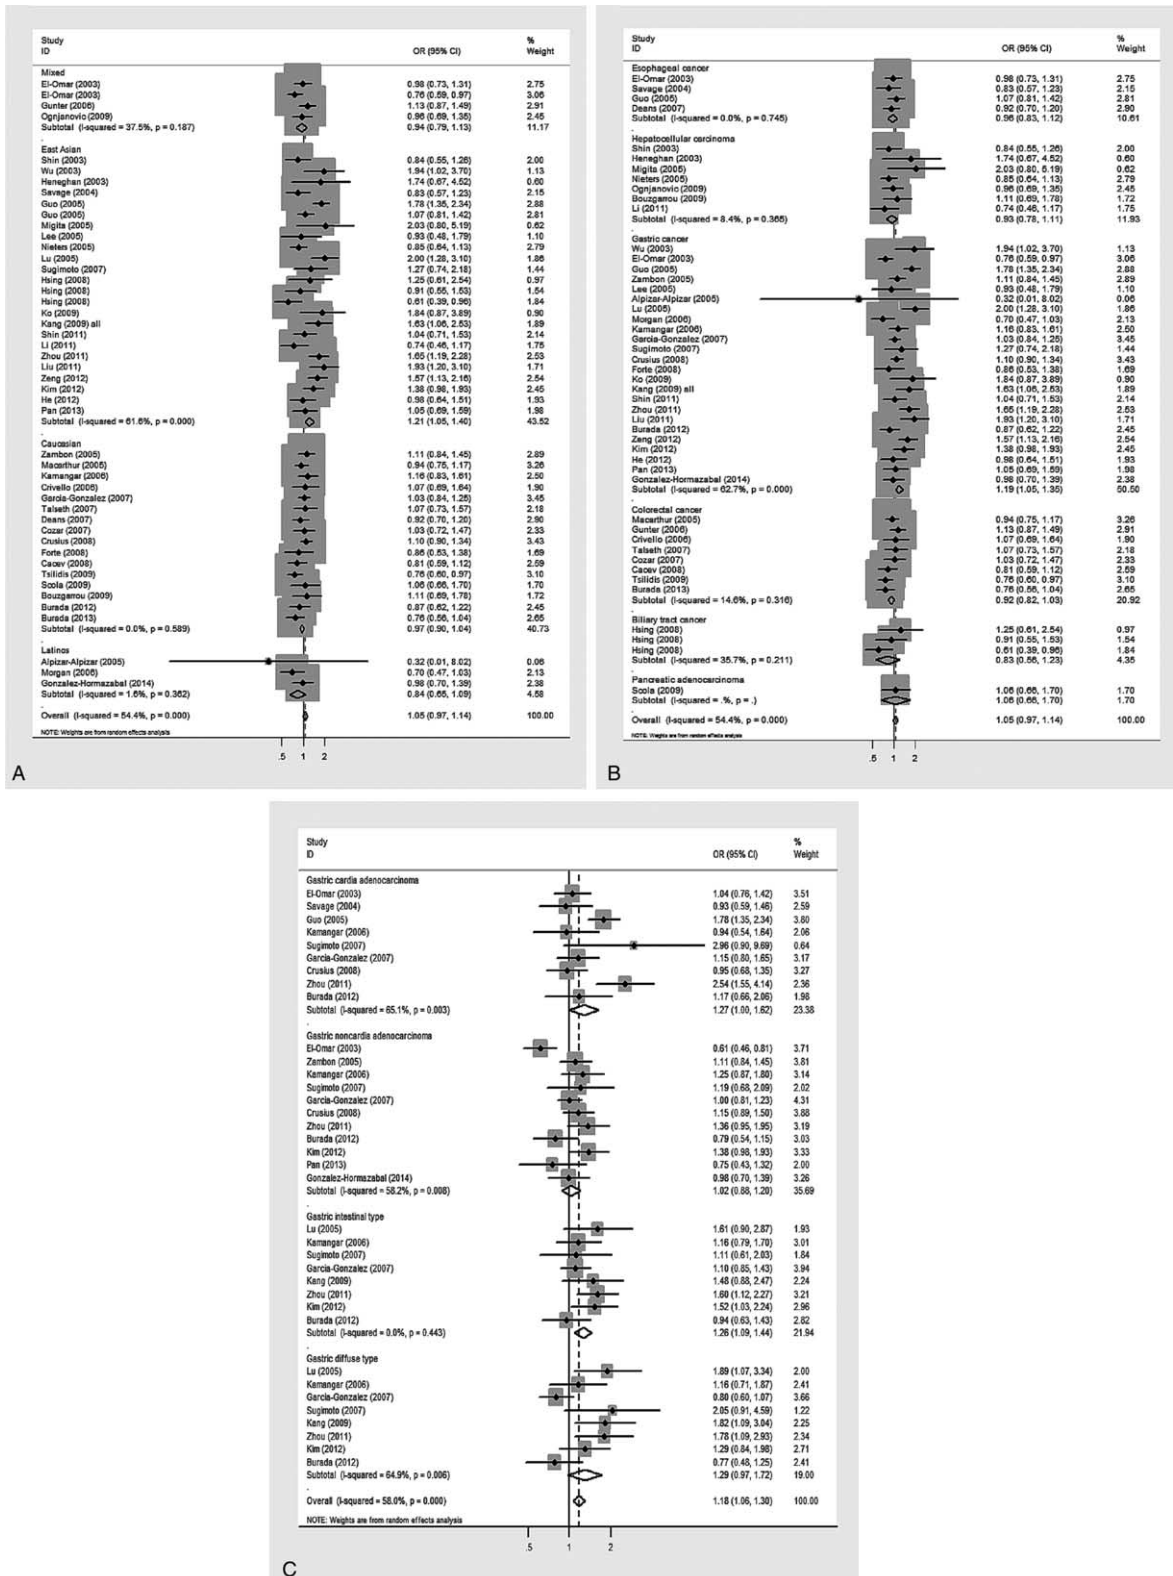 Study %
ID OR (95% CI) Weight
Mixed
El-Omar (2003) 0.98 (0.73, 1.31) 2.75
El-Omar (2003) 0.76 (0.59, 0.97) 3.06
Gunter (2006) 1.13 (0.87, 1.49) 2.91
Ognjanovic (2009) 0.96 (0.69, 1.35) 2.45
Subtotal (I-squared = 37.5%, p = 0.187) 0.94 (0.79, 1.13) 11.17
.
East Asian
Shin (2003) 0.84 (0.55, 1.26) 2.00
Wu (2003) 1.94 (1.02, 3.70) 1.13
Heneghan (2003) 1.74 (0.67, 4.52) 0.60
Savage (2004) 0.83 (0.57, 1.23) 2.15
Guo (2005) 1.78 (1.35, 2.34) 2.88
Guo (2005) 1.07 (0.81, 1.42) 2.81
Migita (2005) 2.03 (0.80, 5.19) 0.62
Lee (2005) 0.93 (0.48, 1.79) 1.10
Nieters (2005) 0.85 (0.64, 1.13) 2.79
Lu (2005) 2.00 (1.28, 3.10) 1.86
Sugimoto (2007) 1.27 (0.74, 2.18) 1.44
Hsing (2008) 1.25 (0.61, 2.54) 0.97
Hsing (2008) 0.91 (0.55, 1.53) 1.54
Hsing (2008) 0.61 (0.39, 0.96) 1.84
Ko (2009) 1.84 (0.87, 3.89) 0.90
Kang (2009) all 1.63 (1.06, 2.53) 1.89
Shin (2011) 1.04 (0.71, 1.53) 2.14
Li (2011) 0.74 (0.46, 1.17) 1.75
Zhou (2011) 1.65 (1.19, 2.28) 2.53
Liu (2011) 1.93 (1.20, 3.10) 1.71
Zeng (2012) 1.57 (1.13, 2.16) 2.54
Kim (2012) 1.38 (0.98, 1.93) 2.45
He (2012) 0.98 (0.64, 1.51) 1.93
Pan (2013) 1.05 (0.69, 1.59) 1.98
Subtotal (I-squared = 61.6%, p = 0.000) 1.21 (1.05, 1.40) 43.52
.
Caucasian
Zambon (2005) 1.11 (0.84, 1.45) 2.89
Macarthur (2005) 0.94 (0.75, 1.17) 3.26
Kamangar (2006) 1.16 (0.83, 1.61) 2.50
Crivello (2006) 1.07 (0.69, 1.64) 1.90
Garcia-Gonzalez (2007) 1.03 (0.84, 1.25) 3.45
Talseth (2007) 1.07 (0.73, 1.57) 2.18
Deans (2007) 0.92 (0.70, 1.20) 2.90
Cozar (2007) 1.03 (0.72, 1.47) 2.33
Crusius (2008) 1.10 (0.90, 1.34) 3.43
Forte (2008) 0.86 (0.53, 1.38) 1.69
Cacev (2008) 0.81 (0.59, 1.12) 2.59
Tsilidis (2009) 0.76 (0.60, 0.97) 3.10
Scola (2009) 1.06 (0.66, 1.70) 1.70
Bouzgarrou (2009) 1.11 (0.69, 1.78) 1.72
Burada (2012) 0.87 (0.62, 1.22) 2.45
Burada (2013) 0.76 (0.56, 1.04) 2.65
Subtotal (I-squared = 0.0%, p = 0.589) 0.97 (0.90, 1.04) 40.73
.
Latinos
Alpizar-Alpizar (2005) 0.32 (0.01, 8.02) 0.06
Morgan (2006) 0.70 (0.47, 1.03) 2.13
Gonzalez-Hormazabal (2014) 0.98 (0.70, 1.39) 2.38
Subtotal (I-squared = 1.6%, p = 0.362) 0.84 (0.65, 1.09) 4.58
.
Overall (I-squared = 54.4%, p = 0.000) 1.05 (0.97, 1.14) 100.00
NOTE: Weights are from random effects analysis
.5 1 2
A
Study %
ID OR (95% CI) Weight
Esophageal cancer
El-Omar (2003) 0.98 (0.73, 1.31) 2.75
Savage (2004) 0.83 (0.57, 1.23) 2.15
Guo (2005) 1.07 (0.81, 1.42) 2.81
Deans (2007) 0.92 (0.70, 1.20) 2.90
Subtotal (I-squared = 0.0%, p = 0.745) 0.96 (0.83, 1.12) 10.61
.
Hepatocellular carcinoma
Shin (2003) 0.84 (0.55, 1.26) 2.00
Heneghan (2003) 1.74 (0.67, 4.52) 0.60
Migita (2005) 2.03 (0.80, 5.19) 0.62
Nieters (2005) 0.85 (0.64, 1.13) 2.79
Ognjanovic (2009) 0.96 (0.69, 1.35) 2.45
Bouzgarrou (2009) 1.11 (0.69, 1.78) 1.72
Li (2011) 0.74 (0.46, 1.17) 1.75
Subtotal (I-squared = 8.4%, p = 0.365) 0.93 (0.78, 1.11) 11.93
.
Gastric cancer
Wu (2003) 1.94 (1.02, 3.70) 1.13
El-Omar (2003) 0.76 (0.59, 0.97) 3.06
Guo (2005) 1.78 (1.35, 2.34) 2.88
Zambon (2005) 1.11 (0.84, 1.45) 2.89
Lee (2005) 0.93 (0.48, 1.79) 1.10
Alpizar-Alpizar (2005) 0.32 (0.01, 8.02) 0.06
Lu (2005) 2.00 (1.28, 3.10) 1.86
Morgan (2006) 0.70 (0.47, 1.03) 2.13
Kamangar (2006) 1.16 (0.83, 1.61) 2.50
Garcia-Gonzalez (2007) 1.03 (0.84, 1.25) 3.45
Sugimoto (2007) 1.27 (0.74, 2.18) 1.44
Crusius (2008) 1.10 (0.90, 1.34) 3.43
Forte (2008) 0.86 (0.53, 1.38) 1.69
Ko (2009) 1.84 (0.87, 3.89) 0.90
Kang (2009) all 1.63 (1.06, 2.53) 1.89
Shin (2011) 1.04 (0.71, 1.53) 2.14
Zhou (2011) 1.65 (1.19, 2.28) 2.53
Liu (2011) 1.93 (1.20, 3.10) 1.71
Burada (2012) 0.87 (0.62, 1.22) 2.45
Zeng (2012) 1.57 (1.13, 2.16) 2.54
Kim (2012) 1.38 (0.98, 1.93) 2.45
He (2012) 0.98 (0.64, 1.51) 1.93
Pan (2013) 1.05 (0.69, 1.59) 1.98
Gonzalez-Hormazabal (2014) 0.98 (0.70, 1.39) 2.38
Subtotal (I-squared = 62.7%, p = 0.000) 1.19 (1.05, 1.35) 50.50
.
Colorectal cancer
Macarthur (2005) 0.94 (0.75, 1.17) 3.26
Gunter (2006) 1.13 (0.87, 1.49) 2.91
Crivello (2006) 1.07 (0.69, 1.64) 1.90
Talseth (2007) 1.07 (0.73, 1.57) 2.18
Cozar (2007) 1.03 (0.72, 1.47) 2.33
Cacev (2008) 0.81 (0.59, 1.12) 2.59
Tsilidis (2009) 0.76 (0.60, 0.97) 3.10
Burada (2013) 0.76 (0.56, 1.04) 2.65
Subtotal (I-squared = 14.6%, p = 0.316) 0.92 (0.82, 1.03) 20.92
.
Biliary tract cancer
Hsing (2008) 1.25 (0.61, 2.54) 0.97
Hsing (2008) 0.91 (0.55, 1.53) 1.54
Hsing (2008) 0.61 (0.39, 0.96) 1.84
Subtotal (I-squared = 35.7%, p = 0.211) 0.83 (0.56, 1.23) 4.35
.
Pancreatic adenocarcinoma
Scola (2009) 1.06 (0.66, 1.70) 1.70
Subtotal (I-squared = .%, p = .) 1.06 (0.66, 1.70) 1.70
.
Overall (I-squared = 54.4%, p = 0.000) 1.05 (0.97, 1.14) 100.00
NOTE: Weights are from random effects analysis
.5 1 2
B
Study %
ID OR (95% CI) Weight
Gastric cardia adenocarcinoma
El-Omar (2003) 1.04 (0.76, 1.42) 3.51
Savage (2004) 0.93 (0.59, 1.46) 2.59
Guo (2005) 1.78 (1.35, 2.34) 3.80
Kamangar (2006) 0.94 (0.54, 1.64) 2.06
Sugimoto (2007) 2.96 (0.90, 9.69) 0.64
Garcia-Gonzalez (2007) 1.15 (0.80, 1.65) 3.17
Crusius (2008) 0.95 (0.68, 1.35) 3.27
Zhou (2011) 2.54 (1.55, 4.14) 2.36
Burada (2012) 1.17 (0.66, 2.06) 1.98
Subtotal (I-squared = 65.1%, p = 0.003) 1.27 (1.00, 1.62) 23.38
.
Gastric noncardia adenocarcinoma
El-Omar (2003) 0.61 (0.46, 0.81) 3.71
Zambon (2005) 1.11 (0.84, 1.45) 3.81
Kamangar (2006) 1.25 (0.87, 1.80) 3.14
Sugimoto (2007) 1.19 (0.68, 2.09) 2.02
Garcia-Gonzalez (2007) 1.00 (0.81, 1.23) 4.31
Crusius (2008) 1.15 (0.89, 1.50) 3.88
Zhou (2011) 1.36 (0.95, 1.95) 3.19
Burada (2012) 0.79 (0.54, 1.15) 3.03
Kim (2012) 1.38 (0.98, 1.93) 3.33
Pan (2013) 0.75 (0.43, 1.32) 2.00
Gonzalez-Hormazabal (2014) 0.98 (0.70, 1.39) 3.26
Subtotal (I-squared = 58.2%, p = 0.008) 1.02 (0.88, 1.20) 35.69
.
Gastric intestinal type
Lu (2005) 1.61 (0.90, 2.87) 1.93
Kamangar (2006) 1.16 (0.79, 1.70) 3.01
Sugimoto (2007) 1.11 (0.61, 2.03) 1.84
Garcia-Gonzalez (2007) 1.10 (0.85, 1.43) 3.94
Kang (2009) 1.48 (0.88, 2.47) 2.24
Zhou (2011) 1.60 (1.12, 2.27) 3.21
Kim (2012) 1.52 (1.03, 2.24) 2.96
Burada (2012) 0.94 (0.63, 1.43) 2.82
Subtotal (I-squared = 0.0%, p = 0.443) 1.26 (1.09, 1.44) 21.94
.
Gastric diffuse type
Lu (2005) 1.89 (1.07, 3.34) 2.00
Kamangar (2006) 1.16 (0.71, 1.87) 2.41
Garcia-Gonzalez (2007) 0.80 (0.60, 1.07) 3.66
Sugimoto (2007) 2.05 (0.91, 4.59) 1.22
Kang (2009) 1.82 (1.09, 3.04) 2.25
Zhou (2011) 1.78 (1.09, 2.93) 2.34
Kim (2012) 1.29 (0.84, 1.98) 2.71
Burada (2012) 0.77 (0.48, 1.25) 2.41
Subtotal (I-squared = 64.9%, p = 0.006) 1.29 (0.97, 1.72) 19.00
.
Overall (I-squared = 58.0%, p = 0.000) 1.18 (1.06, 1.30) 100.00
NOTE: Weights are from random effects analysis
.5 1 2
C